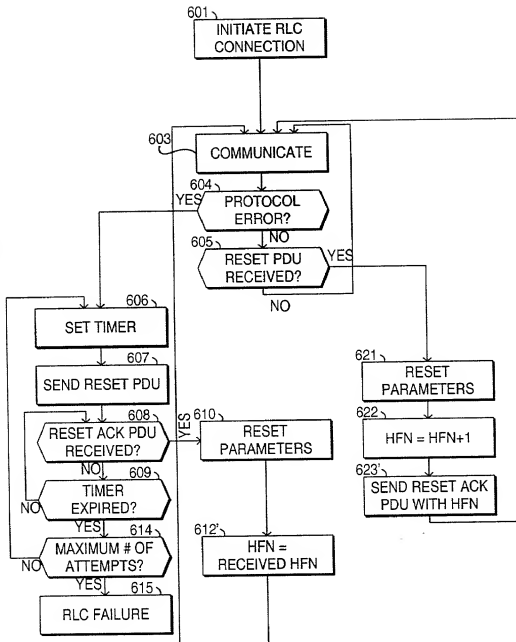 601
INITIATE RLC
CONNECTION
603
COMMUNICATE
604
YES
PROTOCOL
ERROR?
NO
605
RESET PDU
RECEIVED?
YES
NO
606
SET TIMER
607
SEND RESET PDU
608
RESET ACK PDU
RECEIVED?
YES
NO
609
TIMER
EXPIRED?
NO
YES
614
MAXIMUM # OF
ATTEMPTS?
NO
YES
615
RLC FAILURE
610
RESET
PARAMETERS
612'
HFN =
RECEIVED HFN
621
RESET
PARAMETERS
622
HFN = HFN+1
623'
SEND RESET ACK
PDU WITH HFN